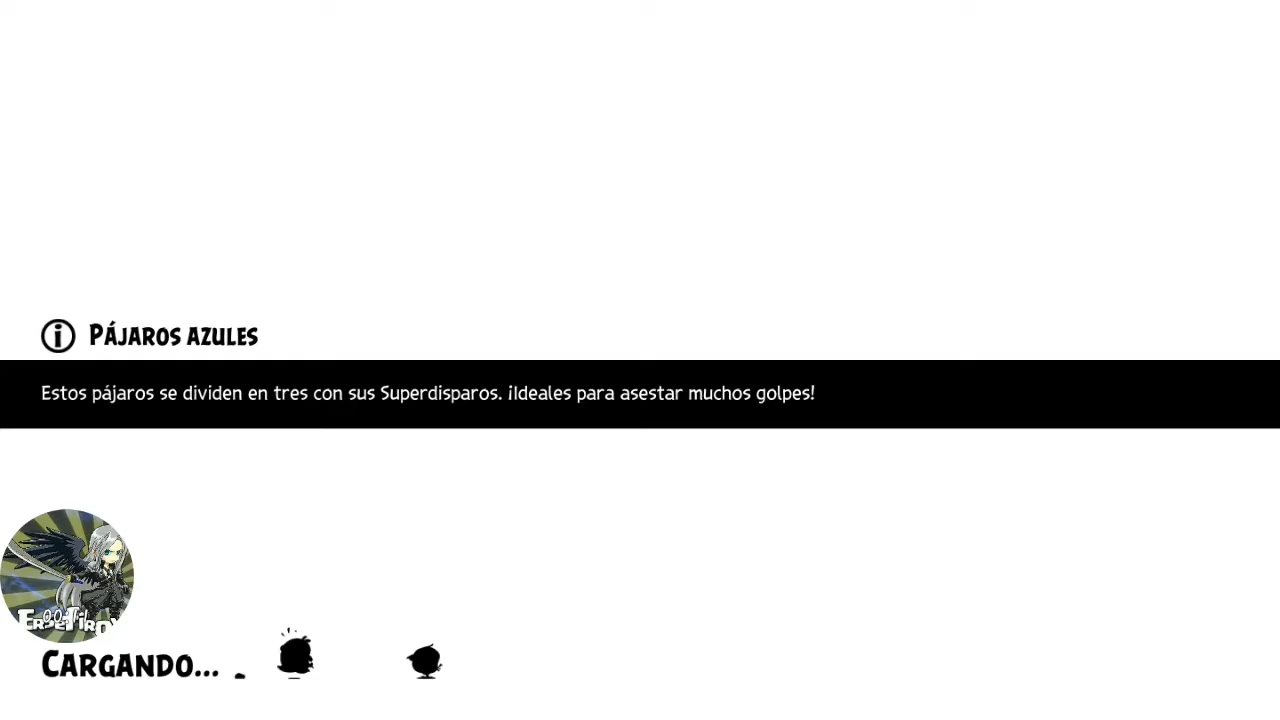 PÁJAROS AZULES
Estos pájaros se dividen en tres con sus Superdisparos. ¡Ideales para asestar muchos golpes!
CARGANDO...